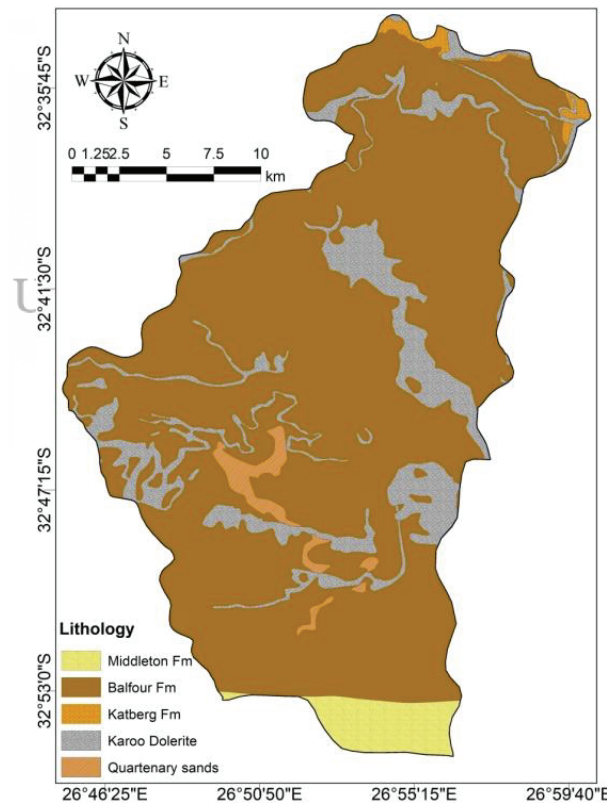 N
W E
S
0 1.25 2.5 5 7.5 10
km
32°35'45"S
32°41'30"S
U
32°47'15"S
32°53'0"S
Lithology
Middleton Fm
Balfour Fm
Katberg Fm
Karoo Dolerite
Quartenary sands
26°46'25"E 26°50'50"E 26°55'15"E 26°59'40"E